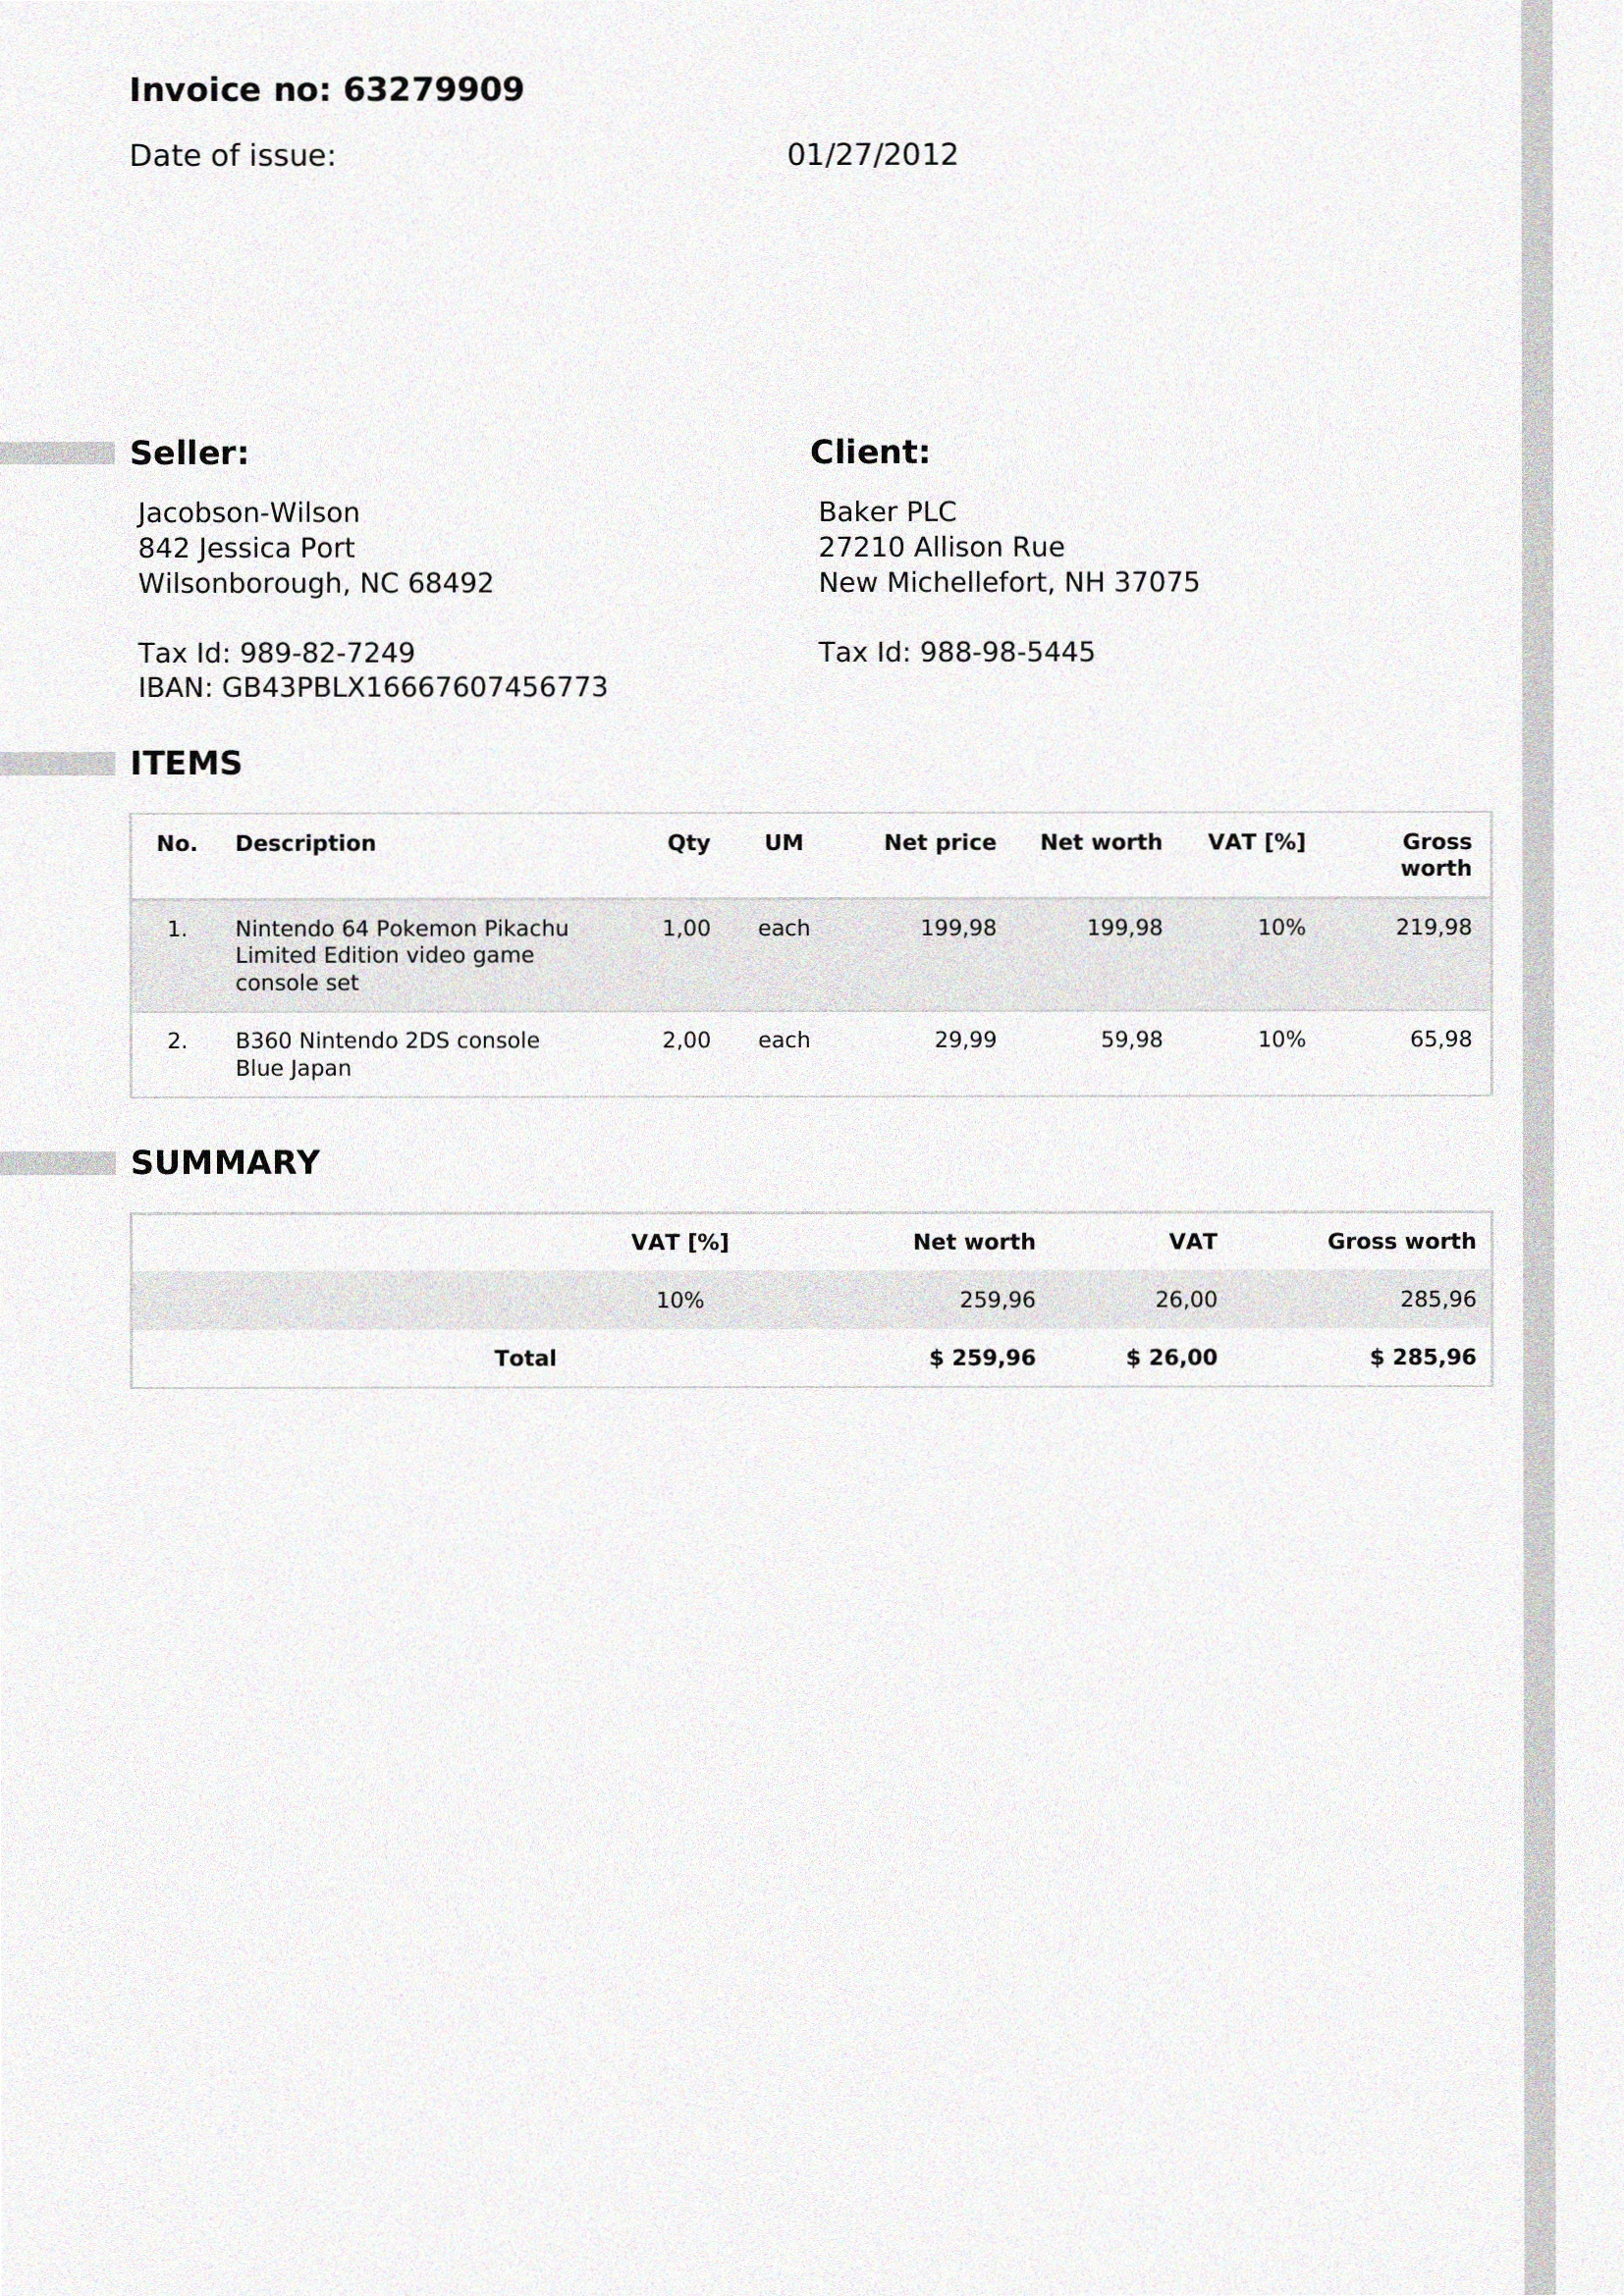 Invoice no: 63279909
Date of issue: 01/27/2012
Seller:
Jacobson-Wilson
842 Jessica Port
Wilsonborough, NC 68492
Tax Id: 989-82-7249
IBAN: GB43PBLX16667607456773
Client:
Baker PLC
27210 Allison Rue
New Michellefort, NH 37075
Tax Id: 988-98-5445
ITEMS
No. Description Qty UM Net price Net worth VAT [%] Gross
worth
1. Nintendo 64 Pokemon Pikachu 1,00 each 199,98 199,98 10% 219,98
Limited Edition video game
console set
2. B360 Nintendo 2DS console 2,00 each 29,99 59,98 10% 65,98
Blue Japan
SUMMARY
VAT [%] Net worth VAT Gross worth
10% 259,96 26,00 285,96
Total $ 259,96 $ 26,00 $ 285,96